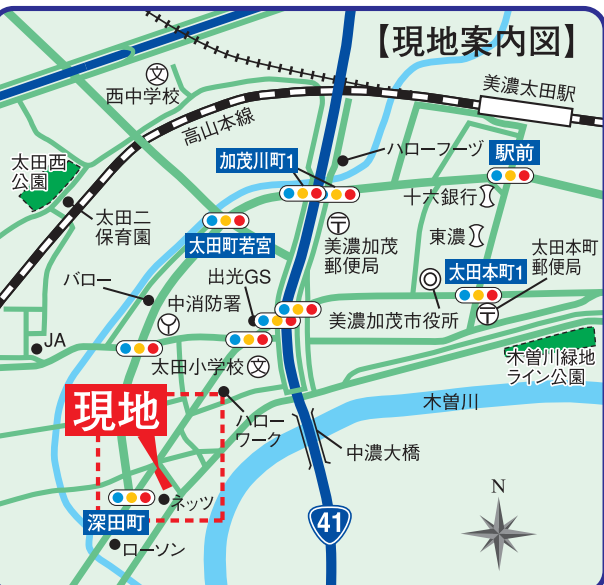 【現地案内図】
西中学校
美濃太田駅
高山本線
ハローフーヅ
駅前
加茂川町1
太田西
公園
十六銀行
太田二
保育園
太田町若宮
美濃加茂
郵便局
東濃
太田本町
郵便局
太田本町1
バロー
出光GS
中消防署
美濃加茂市役所
JA
太田小学校
木曽川緑地
ライン公園
現地
ハロー
ワーク
木曽川
中濃大橋
ネッツ
深田町
ローソン
41
N